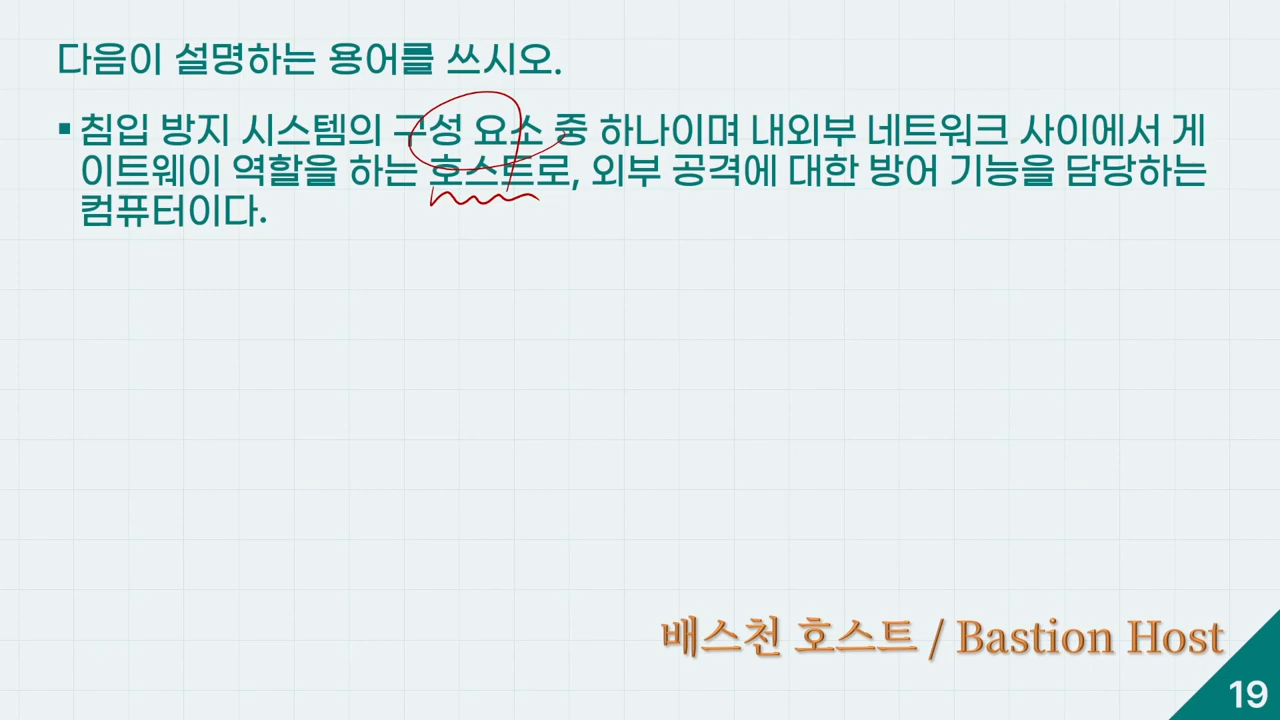 다음이 설명하는 용어를 쓰시오.
▪ 침입 방지 시스템의 구성 요소 중 하나이며 내외부 네트워크 사이에서 게
이트웨이 역할을 하는 호스트로, 외부 공격에 대한 방어 기능을 담당하는
컴퓨터이다.
배스천 호스트 / Bastion Host
19